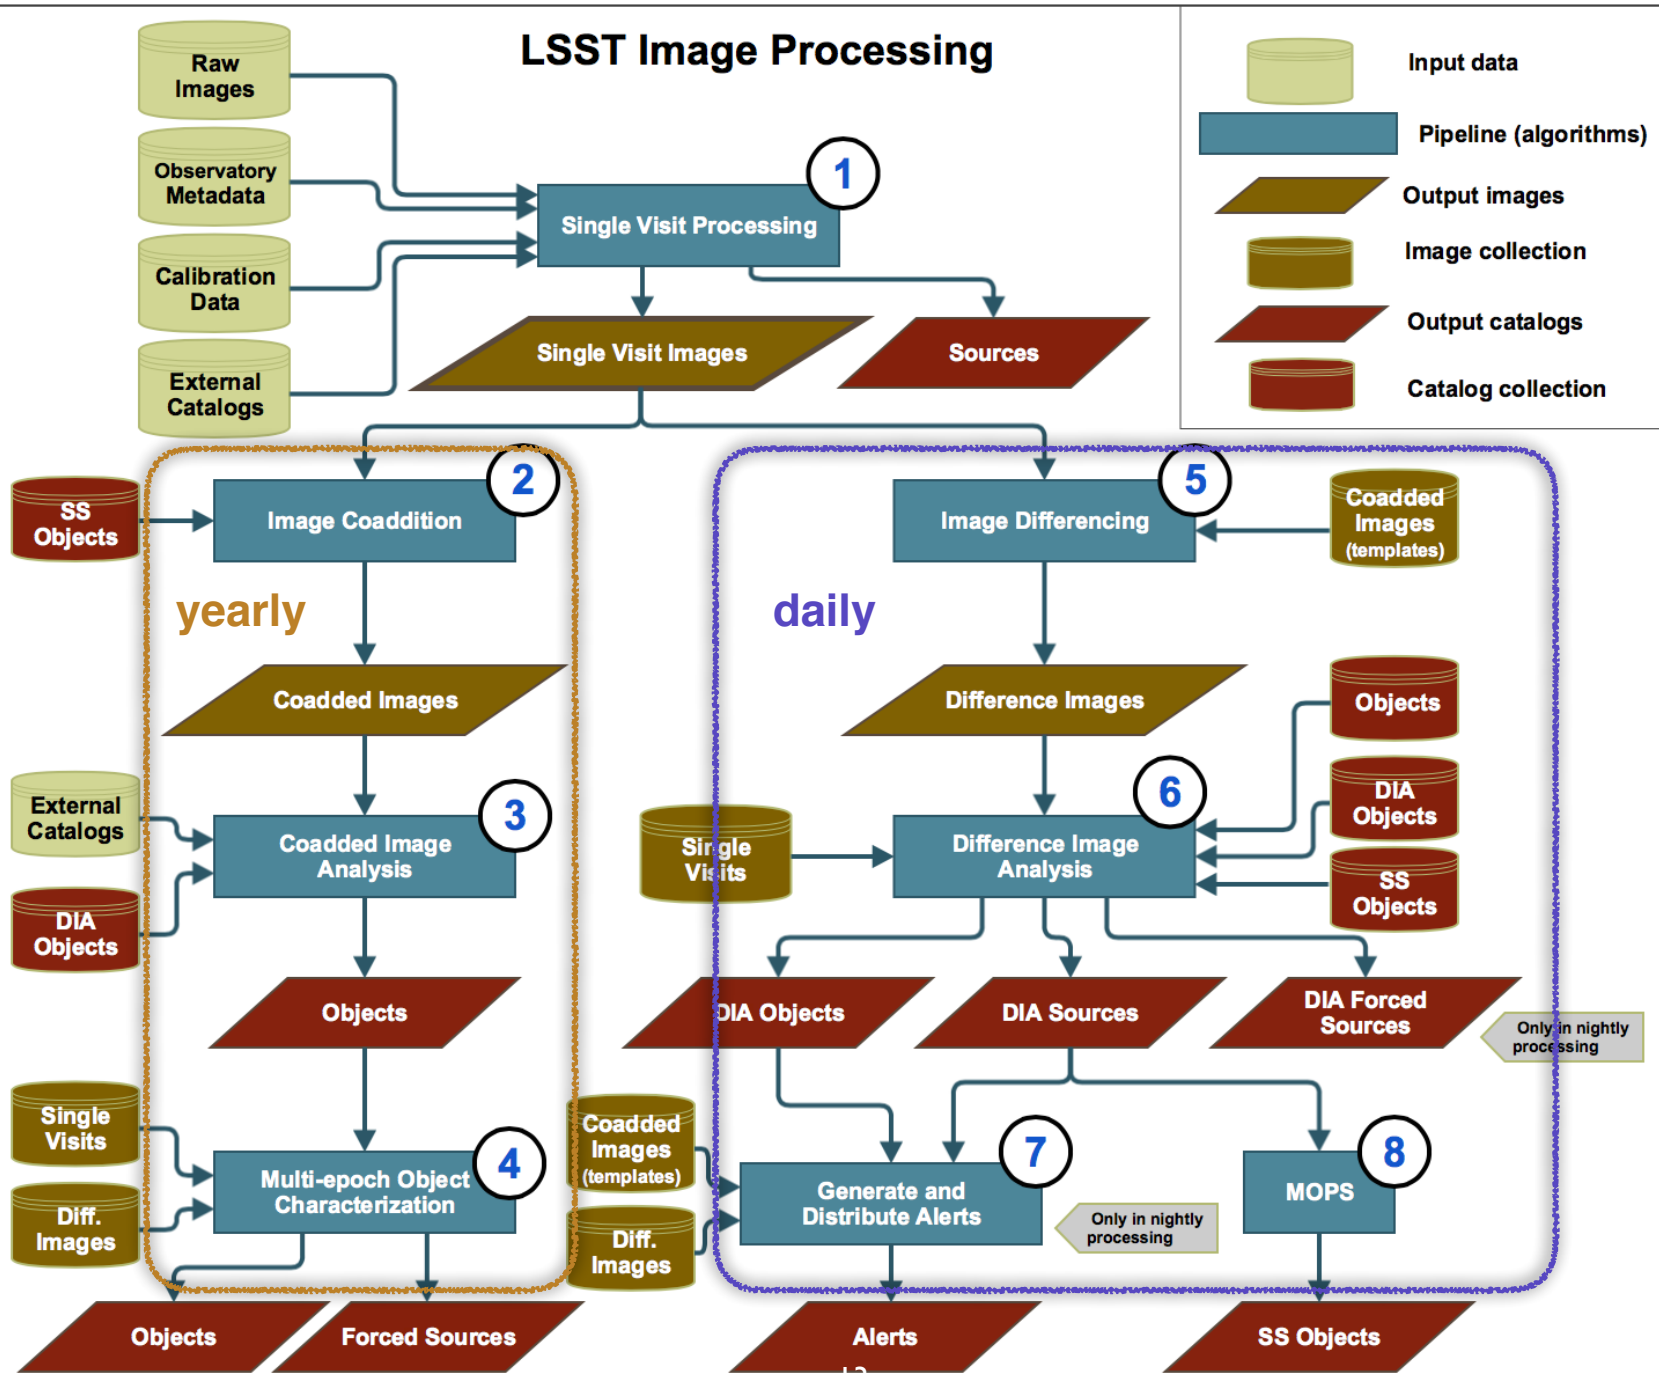 LSST Image Processing
Raw
Images
Observatory
Metadata
Calibration
Data
External
Catalogs
Input data
Pipeline (algorithms)
Output images
Image collection
Output catalogs
Catalog collection
1
Single Visit Processing
Single Visit Images
Sources
SS
Objects
2
Image Coaddition
yearly
Coadded Images
External
Catalogs
DIA
Objects
3
Coadded Image
Analysis
Objects
Single
Visits
Diff.
Images
4
Multi-epoch Object
Characterization
Objects
Forced Sources
5
Image Differencing
Coadded
Images
(templates)
daily
Difference Images
Objects
DIA
Objects
SS
Objects
6
Single
Visits
Difference Image
Analysis
DIA Objects
DIA Sources
DIA Forced
Sources
Only in nightly
processing
Coadded
Images
(templates)
Diff.
Images
7
Generate and
Distribute Alerts
Only in nightly
processing
8
MOPS
Alerts
SS Objects